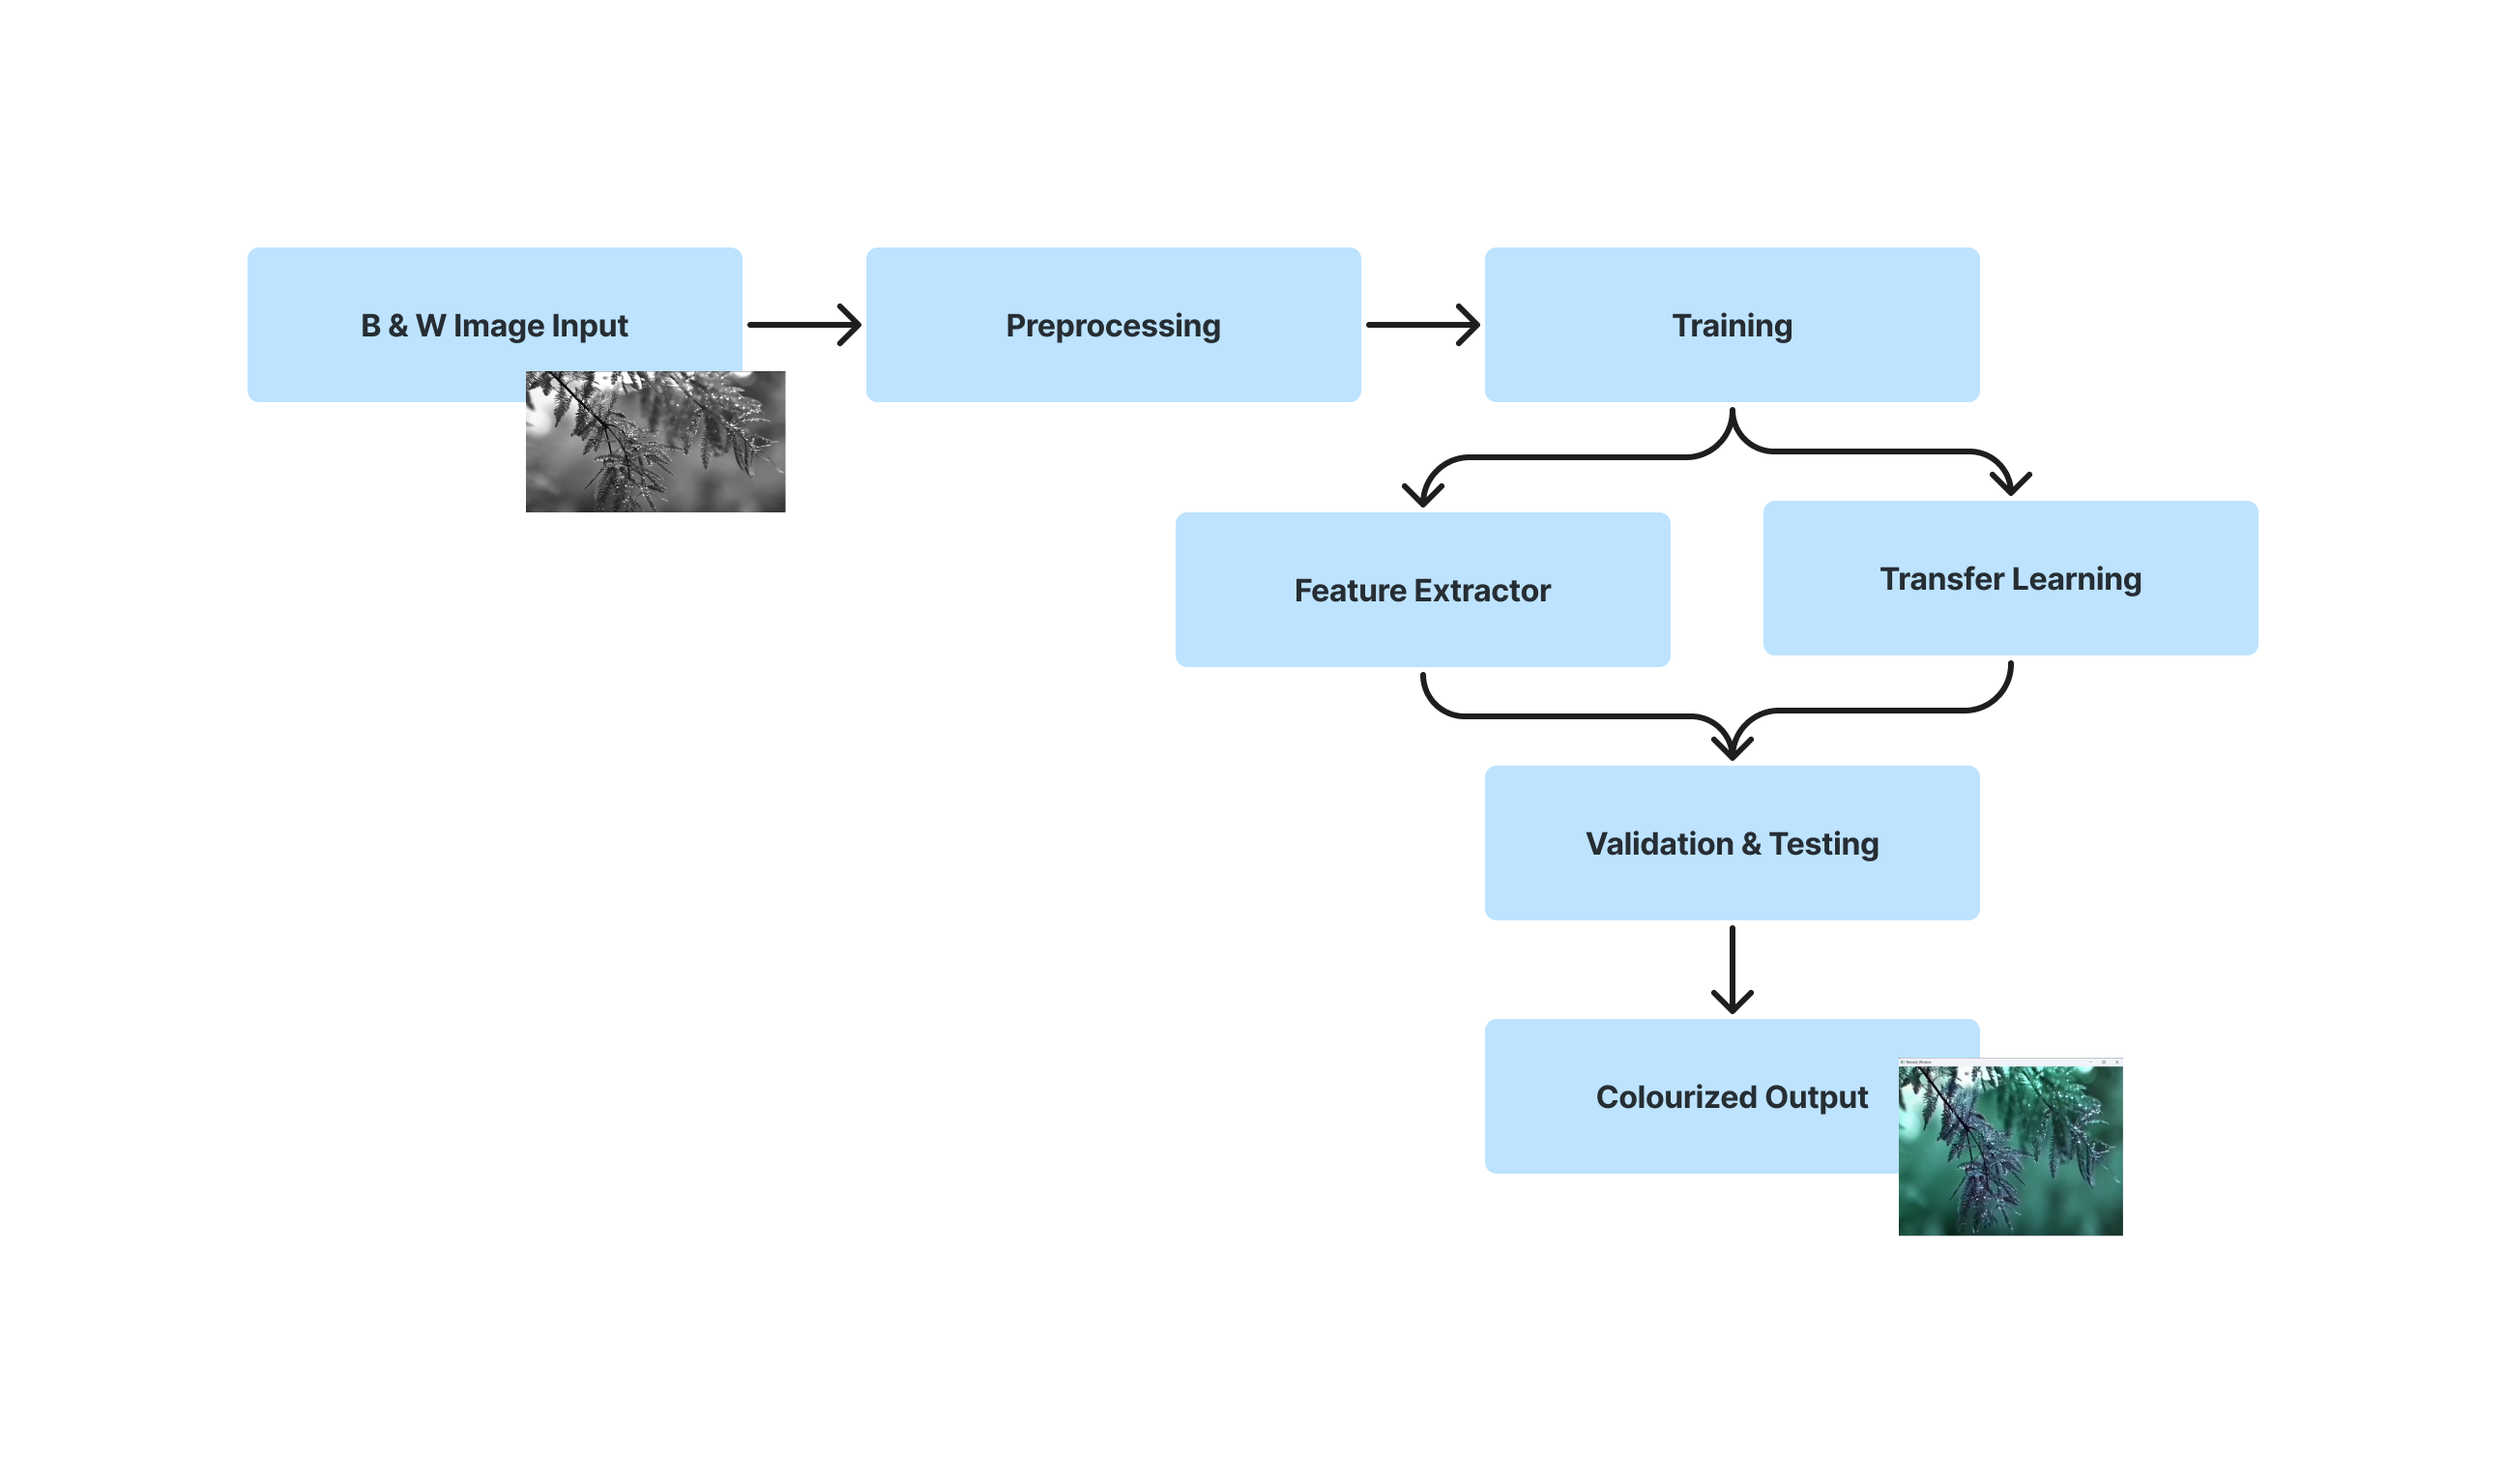 B & W Image Input
Preprocessing
Training
Feature Extractor
Transfer Learning
Validation & Testing
Colourized Output